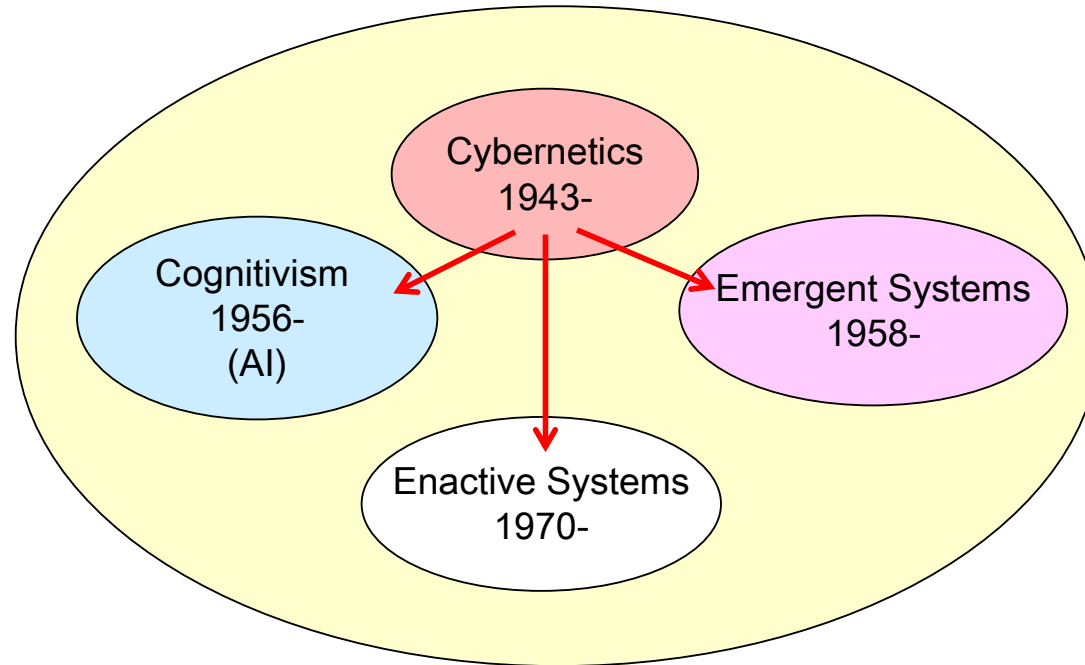 Cybernetics
1943-
Cognitivism
1956-
(AI)
Emergent Systems
1958-
Enactive Systems
1970-